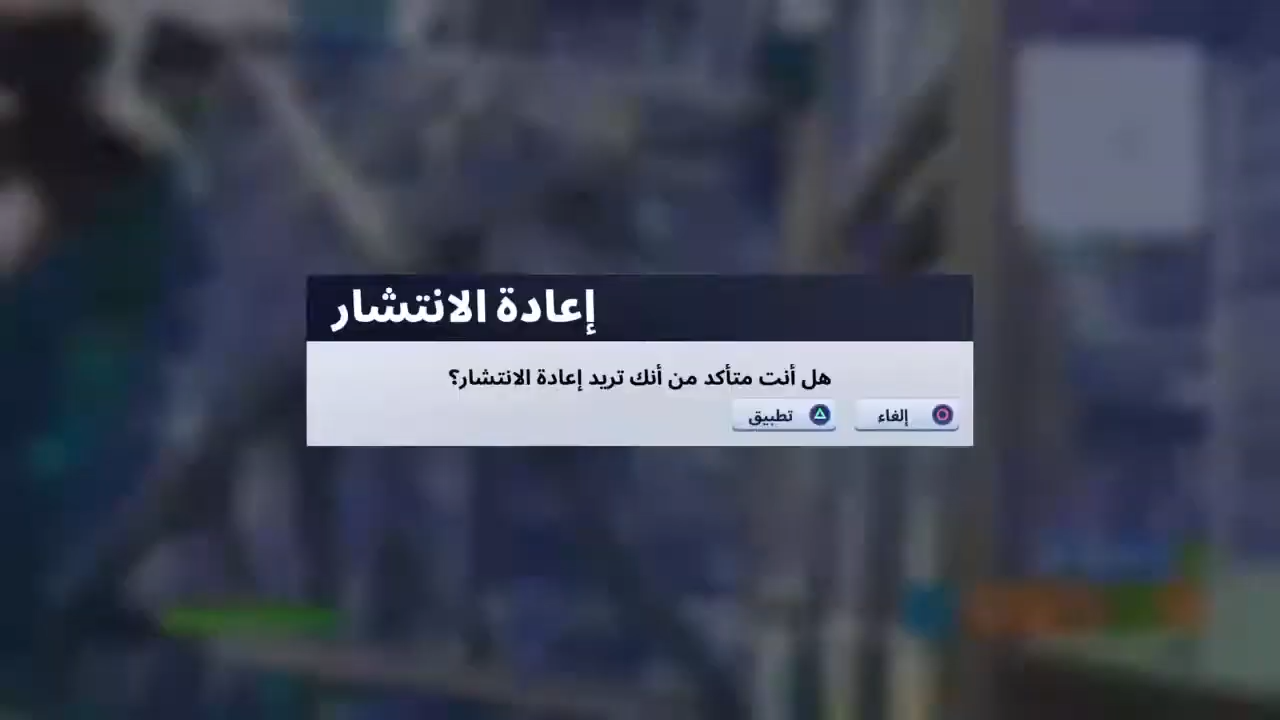 إعادة الانتشار
هل أنت متأكد من أنك تريد إعادة الانتشار؟
إلغاء
تطبيق